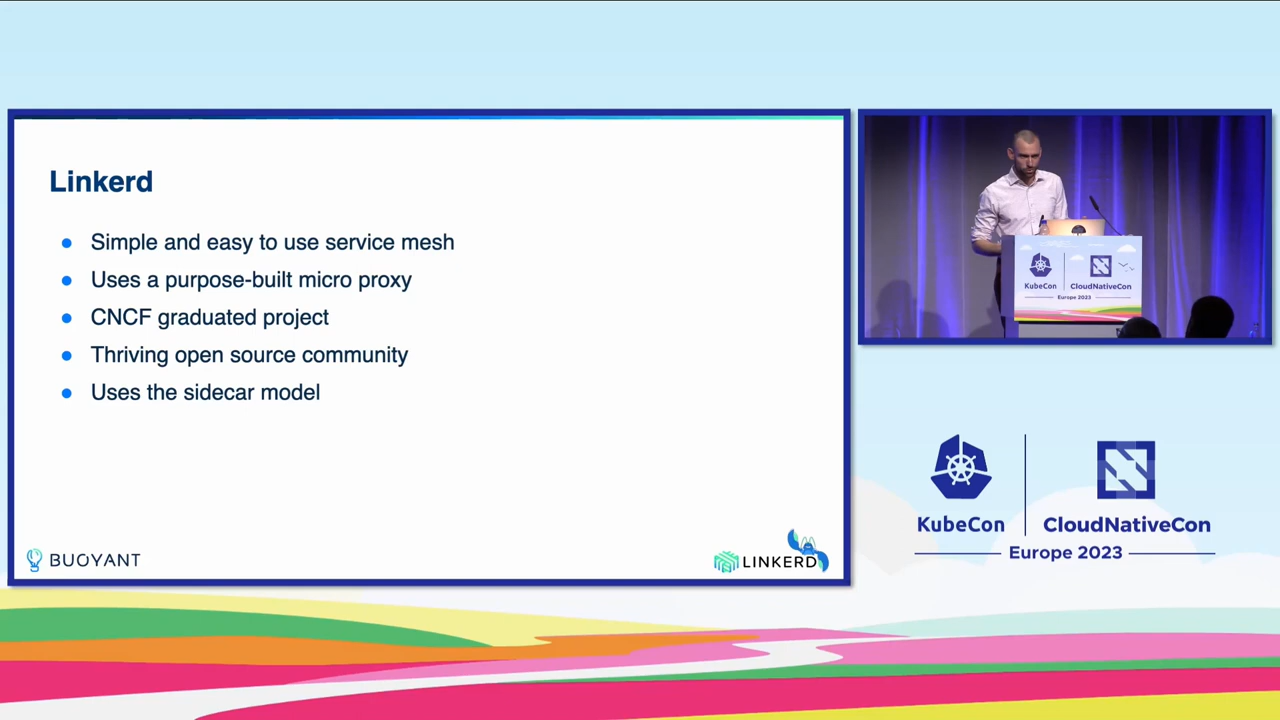 Linkerd
Simple and easy to use service mesh
Uses a purpose-built micro proxy
CNCF graduated project
Thriving open source community
Uses the sidecar model
BUOYANT
LINKERD
KubeCon
CloudNativeCon
Europe 2023
KubeCon
CloudNativeCon
Europe 2023